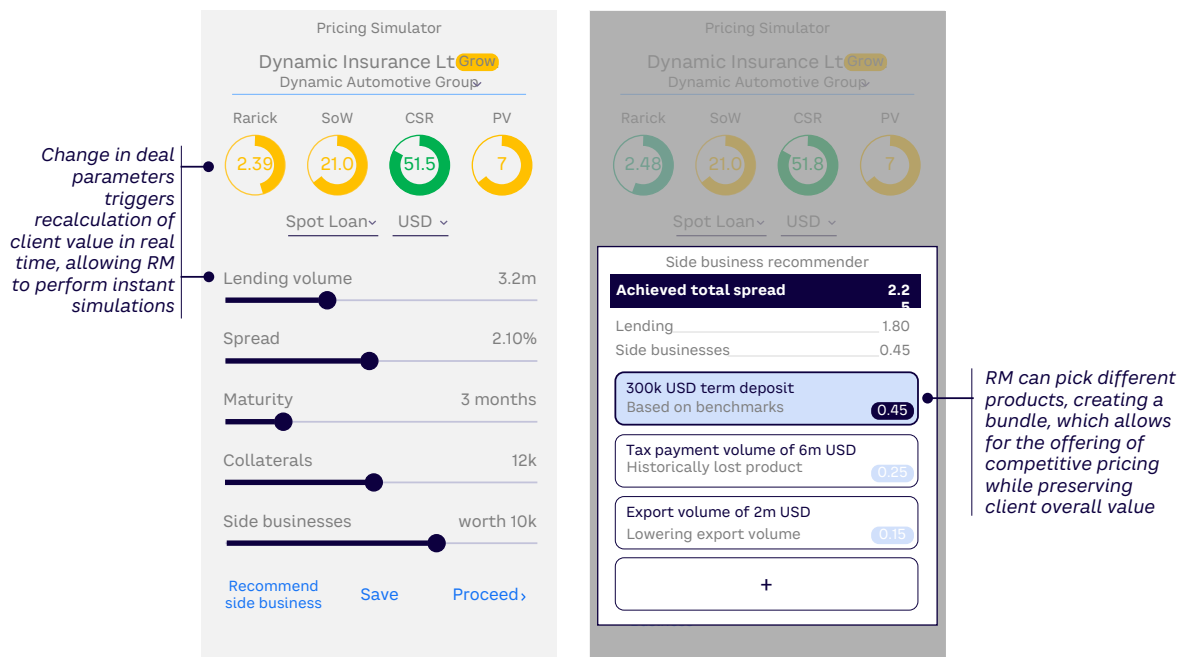 Change in deal
parameters
triggers
recalculation of
client value in real
time, allowing RM
to perform instant
simulations
Pricing Simulator
Dynamic Insurance Lt Grow
Dynamic Automotive Group
Rarick SoW CSR PV
2.39 21.0 51.5 7
Spot Loan USD
Lending volume 3.2m
Spread 2.10%
Maturity 3 months
Collaterals 12k
Side businesses worth 10k
Recommend
side business
Save
Proceed ›
Pricing Simulator
Dynamic Insurance Lt Grow
Dynamic Automotive Group
Rarick SoW CSR PV
2.48 21.0 51.8 7
Spot Loan USD
Side business recommender
Achieved total spread 2.2
5
Lending 1.80
Side businesses 0.45
300k USD term deposit
Based on benchmarks 0.45
Tax payment volume of 6m USD
Historically lost product 0.25
Export volume of 2m USD
Lowering export volume 0.15
+
RM can pick different
products, creating a
bundle, which allows
for the offering of
competitive pricing
while preserving
client overall value